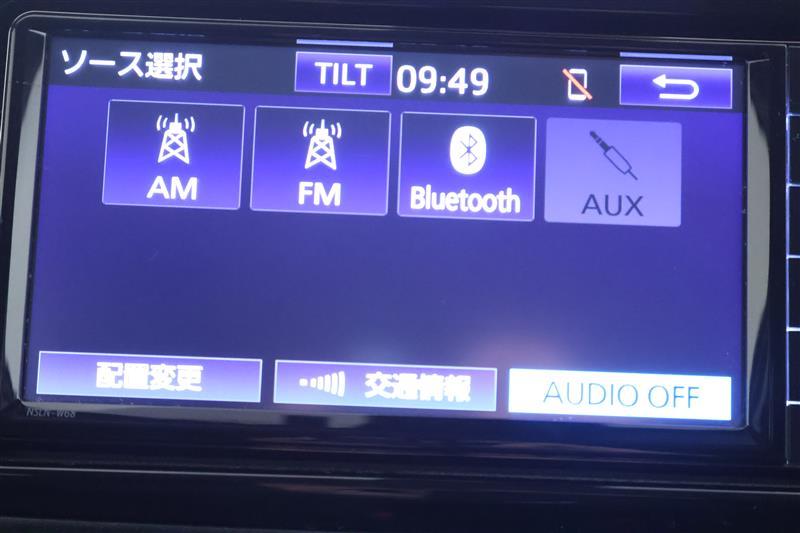 ソース選択 TILT 09:49
AM FM Bluetooth AUX
配置変更 交通情報 AUDIO OFF
NSLN-W68